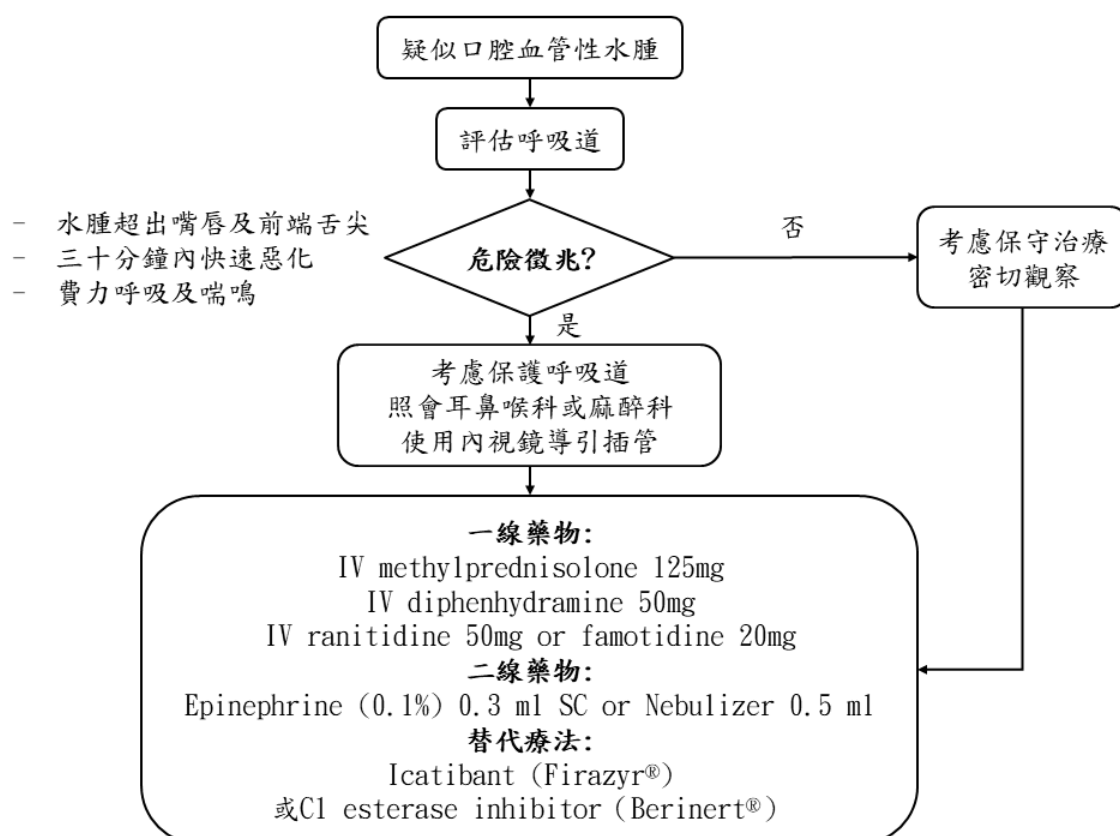 疑似口腔血管性水腫
評估呼吸道
- 水腫超出嘴唇及前端舌尖
- 三十分鐘內快速惡化
- 費力呼吸及喘鳴
危險徵兆?
否
考慮保守治療
密切觀察
是
考慮保護呼吸道
照會耳鼻喉科或麻醉科
使用內視鏡導引插管
一線藥物:
IV methylprednisolone 125mg
IV diphenhydramine 50mg
IV ranitidine 50mg or famotidine 20mg
二線藥物:
Epinephrine (0.1%) 0.3 ml SC or Nebulizer 0.5 ml
替代療法:
Icatibant (Firazyr®)
或C1 esterase inhibitor (Berinert®)